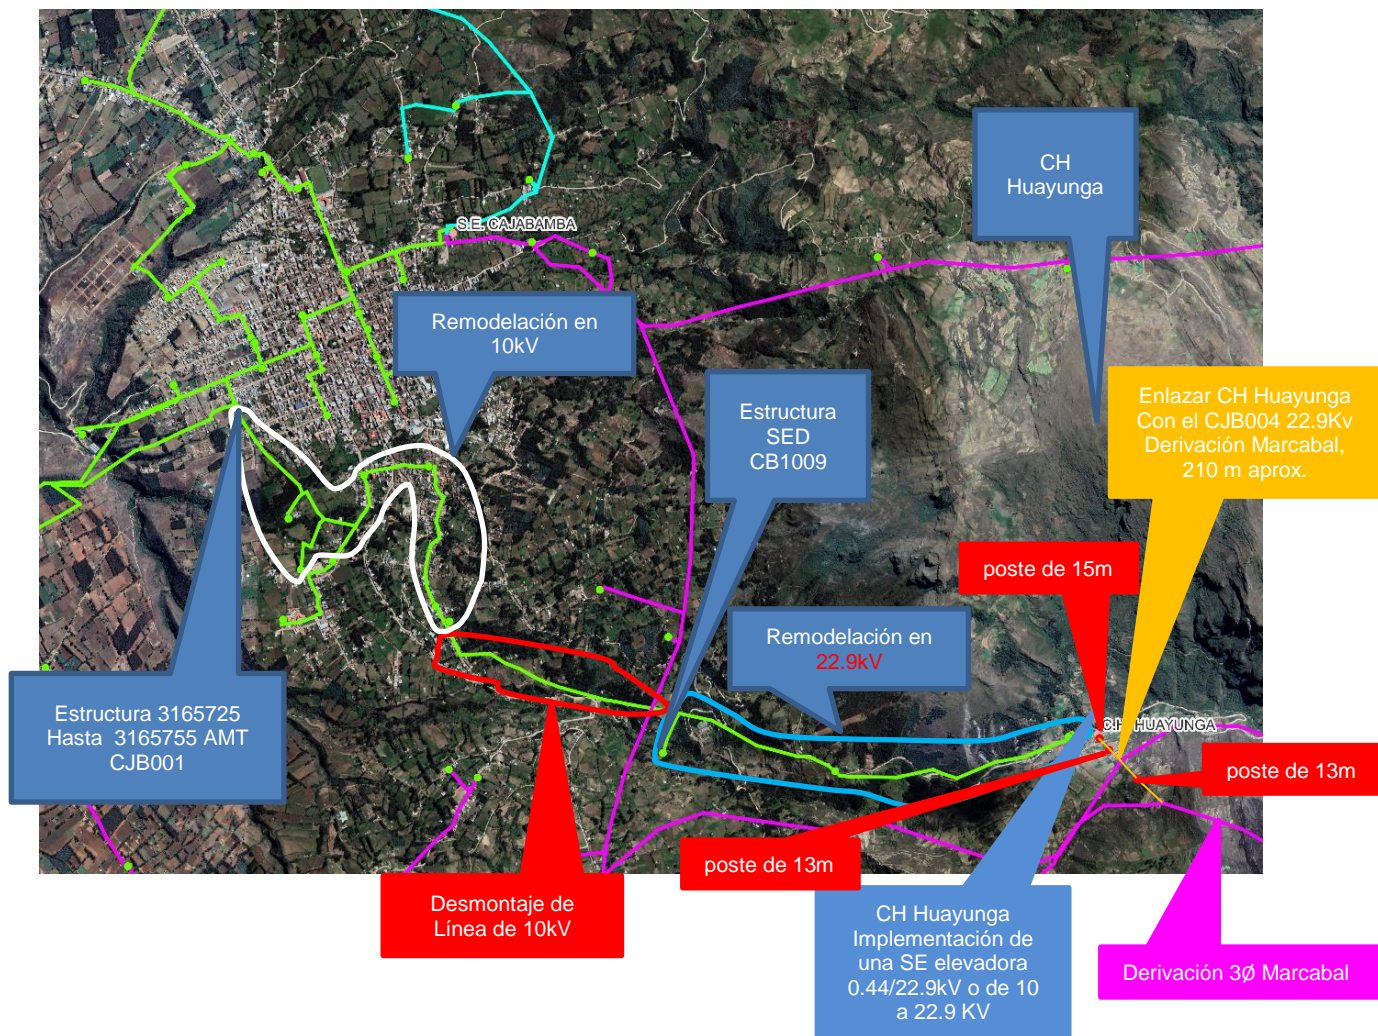 CH
Huayunga
S.E. CAJABAMBA
Remodelación en
10kV
Estructura
SED
CB1009
Enlazar CH Huayunga
Con el CJB004 22.9Kv
Derivación Marcabal,
210 m aprox.
poste de 15m
Remodelación en
22.9kV
Estructura 3165725
Hasta  3165755 AMT
CJB001
C.H. HUAYUNGA
poste de 13m
poste de 13m
Desmontaje de
Línea de 10kV
CH Huayunga
Implementación de
una SE elevadora
0.44/22.9kV o de 10
a 22.9 KV
Derivación 3Ø Marcabal